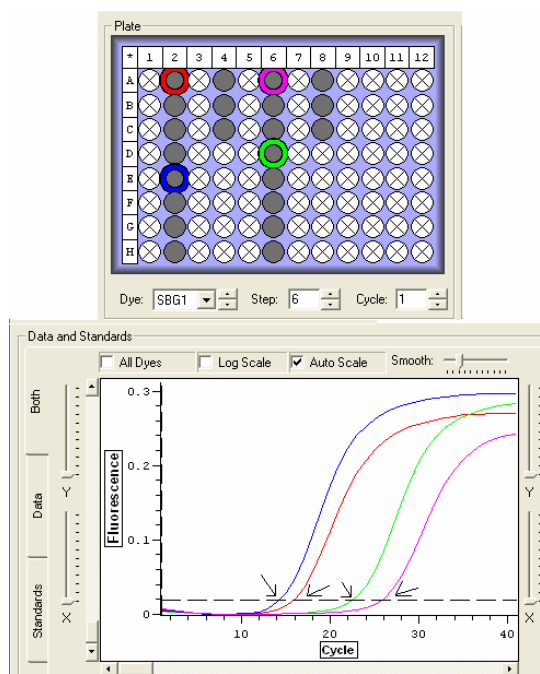 Plate
* 1 2 3 4 5 6 7 8 9 10 11 12
A
B
C
D
E
F
G
H
Dye: SBG1 Step: 6 Cycle: 1
Data and Standards
All Dyes Log Scale Auto Scale Smooth:
Both
Data
Standards
Y
X
Fluorescence
0.3
0.2
0.1
0
10 20 30 40
Cycle
Y
X